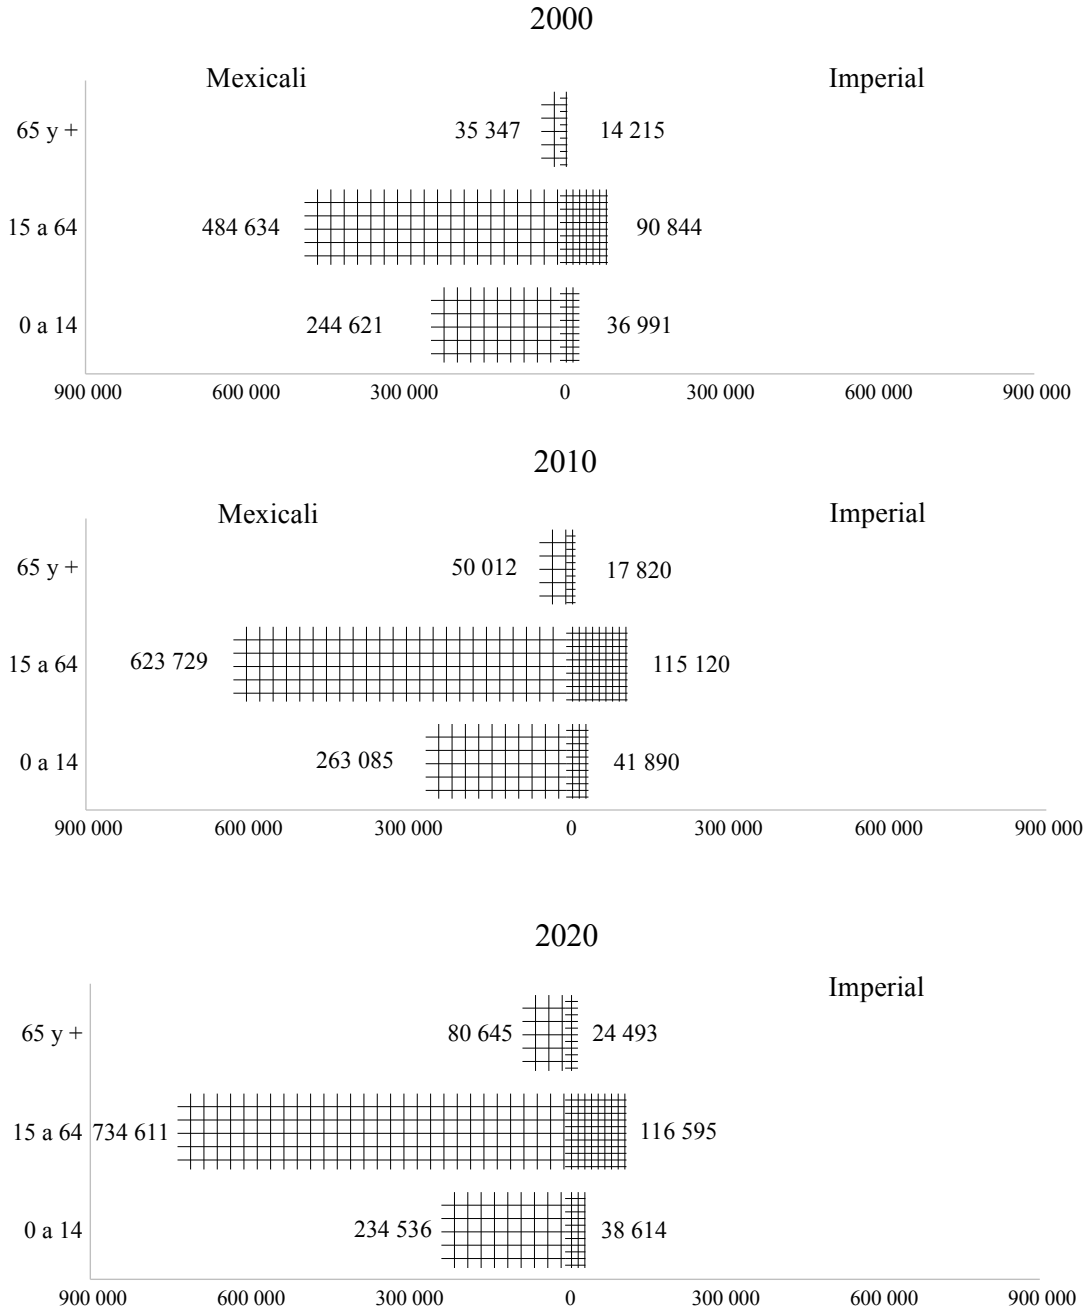 2000
Mexicali Imperial
65 y + 35 347 14 215
15 a 64 484 634 90 844
0 a 14 244 621 36 991
900 000 600 000 300 000 0 300 000 600 000 900 000
2010
Mexicali Imperial
65 y + 50 012 17 820
15 a 64 623 729 115 120
0 a 14 263 085 41 890
900 000 600 000 300 000 0 300 000 600 000 900 000
2020
Imperial
65 y + 80 645 24 493
15 a 64 734 611 116 595
0 a 14 234 536 38 614
900 000 600 000 300 000 0 300 000 600 000 900 000